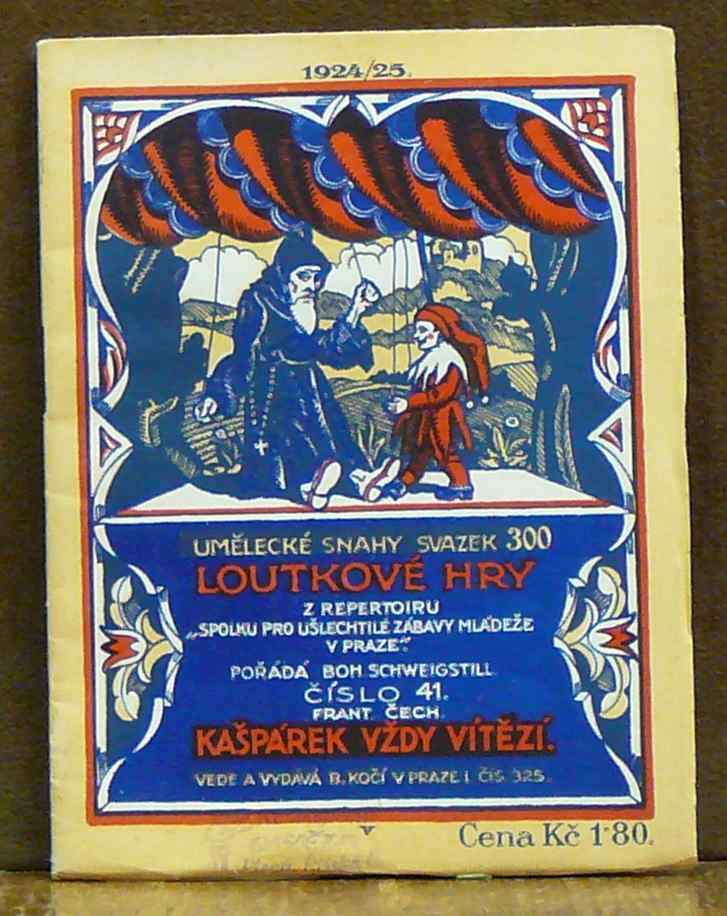 1924/25.
UMĚLECKÉ SNAHY SVAZEK 300
LOUTKOVÉ HRY
Z REPERTOIRU
„SPOLKU PRO UŠLECHTILÉ ZÁBAVY MLÁDEŽE
V PRAZE".
POŘÁDÁ BOH SCHWEIGSTILL
ČÍSLO 41.
FRANT ČECH.
KAŠPÁREK VŽDY VÍTĚZÍ.
VEDE A VYDÁVÁ B. KOČÍ V PRAZE I. ČÍS. 325.
Cena Kč 1·80.